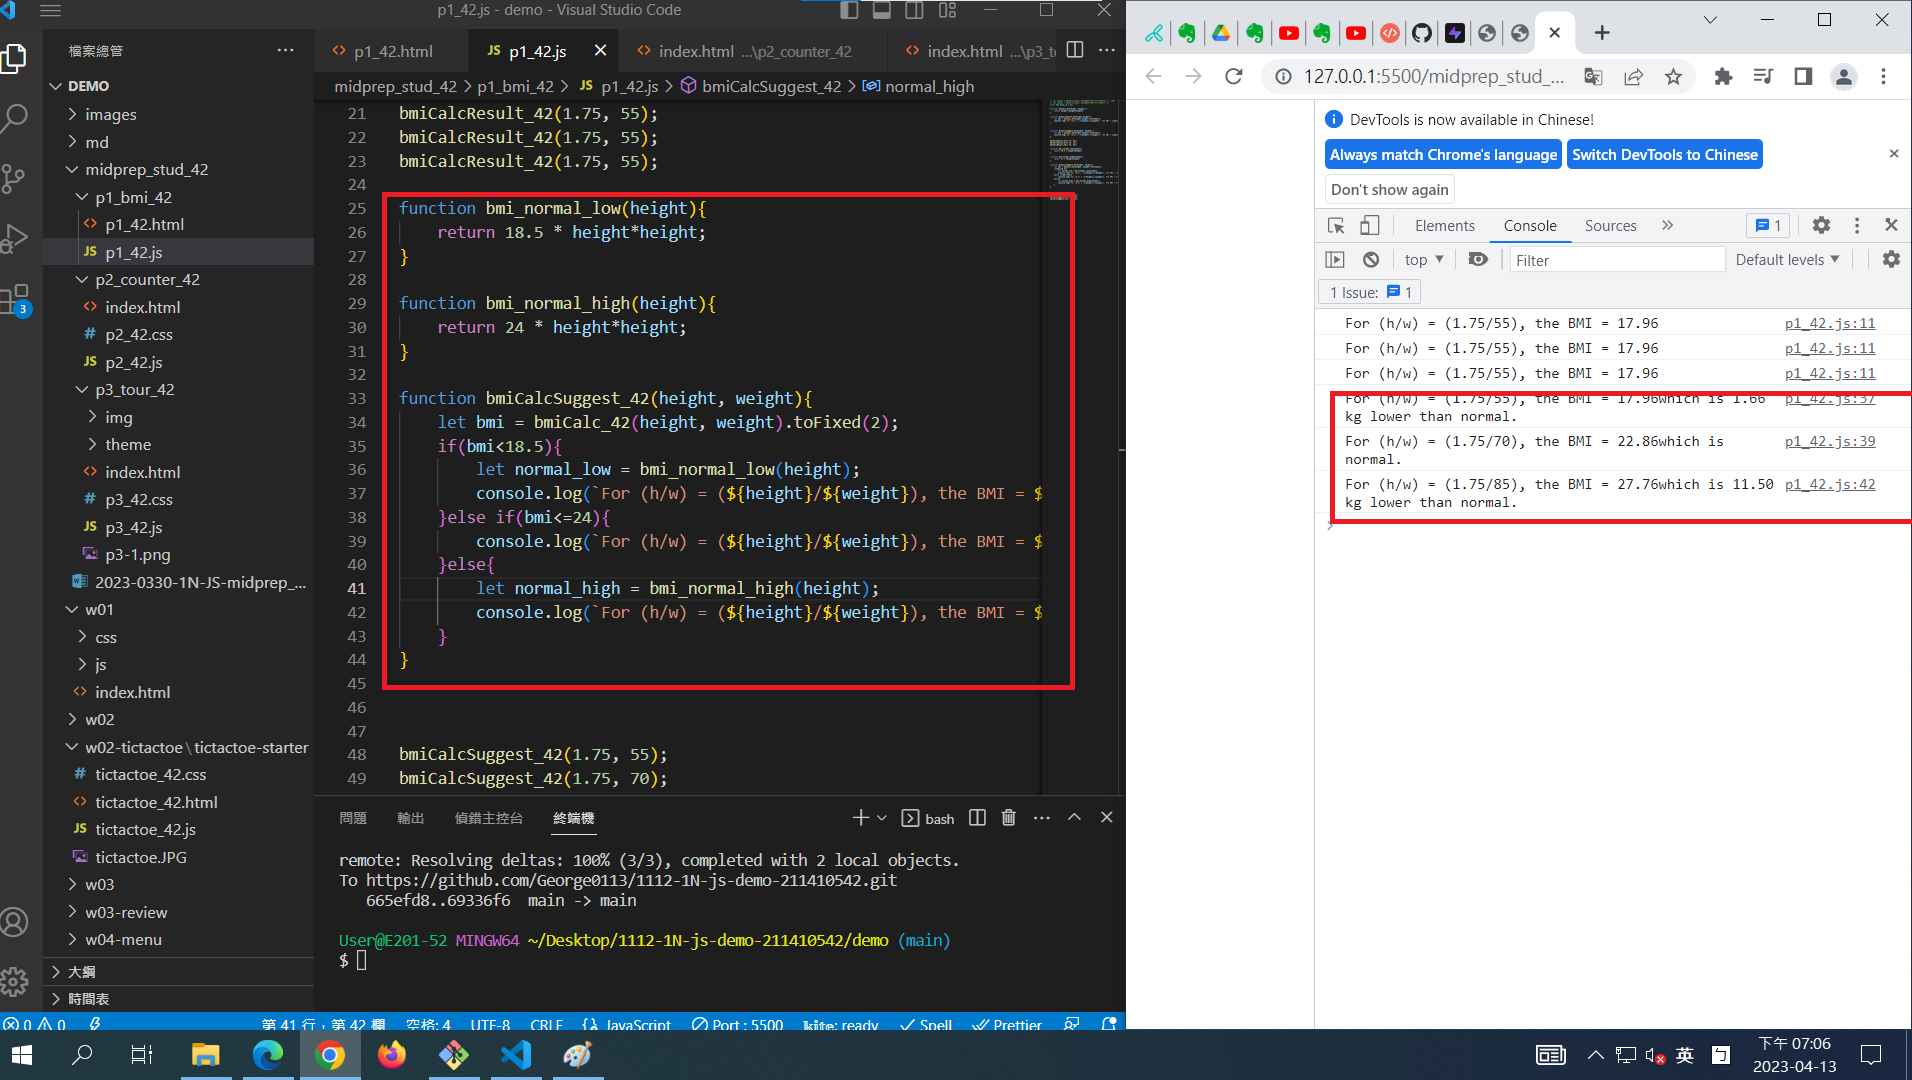 p1_42.js - demo - Visual Studio Code
檔案總管
DEMO
images
md
midprep_stud_42
p1_bmi_42
p1_42.html
JS p1_42.js
p2_counter_42
index.html
# p2_42.css
JS p2_42.js
p3_tour_42
img
theme
index.html
# p3_42.css
JS p3_42.js
p3-1.png
2023-0330-1N-JS-midprep_...
w01
css
js
index.html
w02
w02-tictactoe\tictactoe-starter
# tictactoe_42.css
tictactoe_42.html
JS tictactoe_42.js
tictactoe.JPG
w03
w03-review
w04-menu
大綱
時間表
3
p1_42.html
JS p1_42.js
index.html ...\p2_counter_42
index.html ...\p3_to
midprep_stud_42 > p1_bmi_42 > JS p1_42.js > bmiCalcSuggest_42 > normal_high
21 bmiCalcResult_42(1.75, 55);
22 bmiCalcResult_42(1.75, 55);
23 bmiCalcResult_42(1.75, 55);
24
25 function bmi_normal_low(height){
26 return 18.5 * height*height;
27 }
28
29 function bmi_normal_high(height){
30 return 24 * height*height;
31 }
32
33 function bmiCalcSuggest_42(height, weight){
34 let bmi = bmiCalc_42(height, weight).toFixed(2);
35 if(bmi<18.5){
36 let normal_low = bmi_normal_low(height);
37 console.log(`For (h/w) = (${height}/${weight}), the BMI = $
38 }else if(bmi<=24){
39 console.log(`For (h/w) = (${height}/${weight}), the BMI = $
40 }else{
41 let normal_high = bmi_normal_high(height);
42 console.log(`For (h/w) = (${height}/${weight}), the BMI = $
43 }
44 }
45
46
47
48 bmiCalcSuggest_42(1.75, 55);
49 bmiCalcSuggest_42(1.75, 70);
問題 輸出 偵錯主控台 終端機
bash
remote: Resolving deltas: 100% (3/3), completed with 2 local objects.
To https://github.com/George0113/1112-1N-js-demo-211410542.git
665efd8..69336f6 main -> main
User@E201-52 MINGW64 ~/Desktop/1112-1N-js-demo-211410542/demo (main)
$
0 0 第 41 行，第 42 欄 空格: 4 UTF-8 CRLF JavaScript Port : 5500 kite: ready Spell Prettier
127.0.0.1:5500/midprep_stud_...
DevTools is now available in Chinese!
Always match Chrome's language
Switch DevTools to Chinese
Don't show again
Elements Console Sources 1
top Filter Default levels
1 Issue: 1
For (h/w) = (1.75/55), the BMI = 17.96 p1_42.js:11
For (h/w) = (1.75/55), the BMI = 17.96 p1_42.js:11
For (h/w) = (1.75/55), the BMI = 17.96 p1_42.js:11
For (h/w) = (1.75/55), the BMI = 17.96which is 1.66 p1_42.js:37
kg lower than normal.
For (h/w) = (1.75/70), the BMI = 22.86which is p1_42.js:39
normal.
For (h/w) = (1.75/85), the BMI = 27.76which is 11.50 p1_42.js:42
kg lower than normal.
英
下午 07:06
2023-04-13